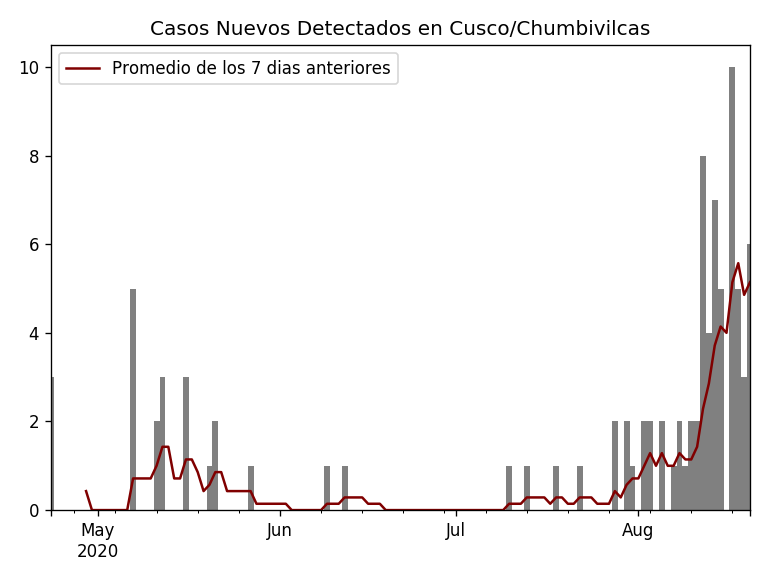 Casos Nuevos Detectados en Cusco/Chumbivilcas
Promedio de los 7 dias anteriores
10
8
6
4
2
0
May Jun Jul Aug
2020